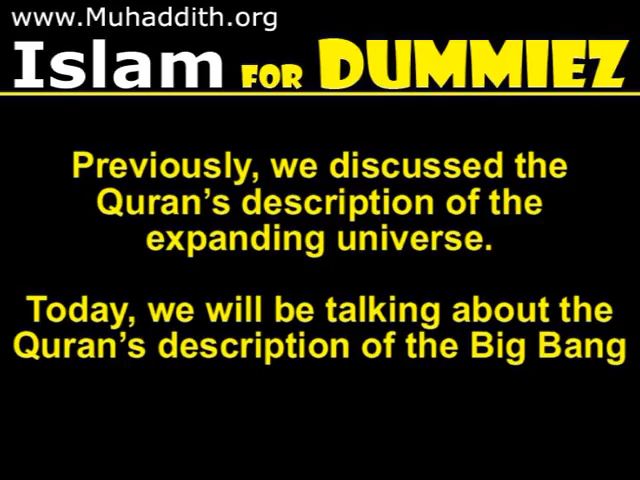 www.Muhaddith.org
Islam FOR DUMMIEZ
Previously, we discussed the
Quran's description of the
expanding universe.
Today, we will be talking about the
Quran's description of the Big Bang